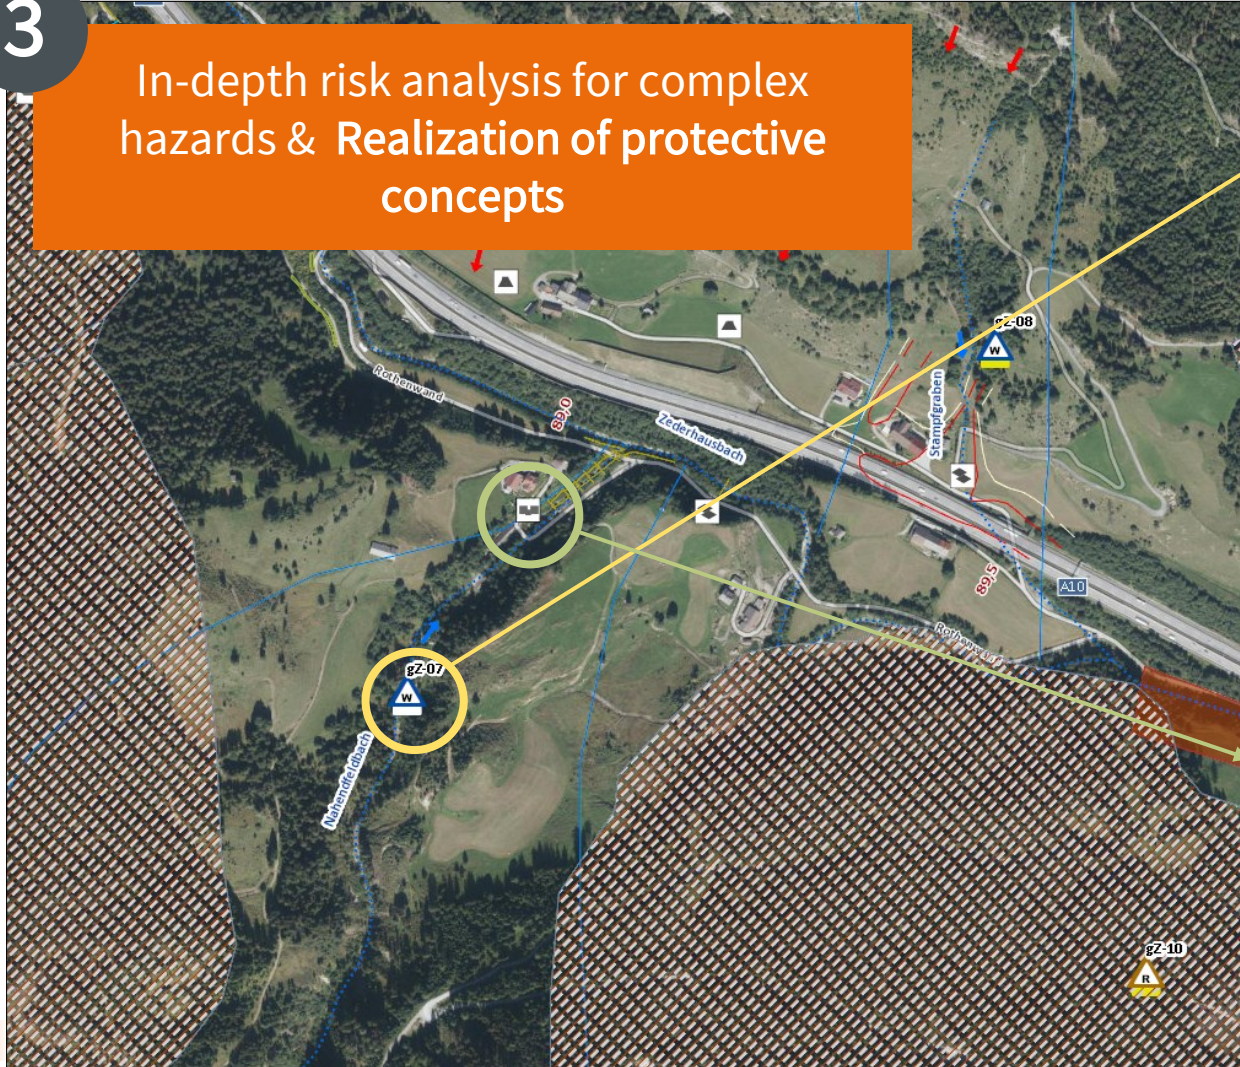 3
In-depth risk analysis for complex
hazards & Realization of protective
concepts
gZ-08
W
Rothenwand
89,0
Zederhausbach
Stampfgraben
89,5
A10
Rothenwand
gZ-07
W
Nahendfeldbach
gZ-10
R